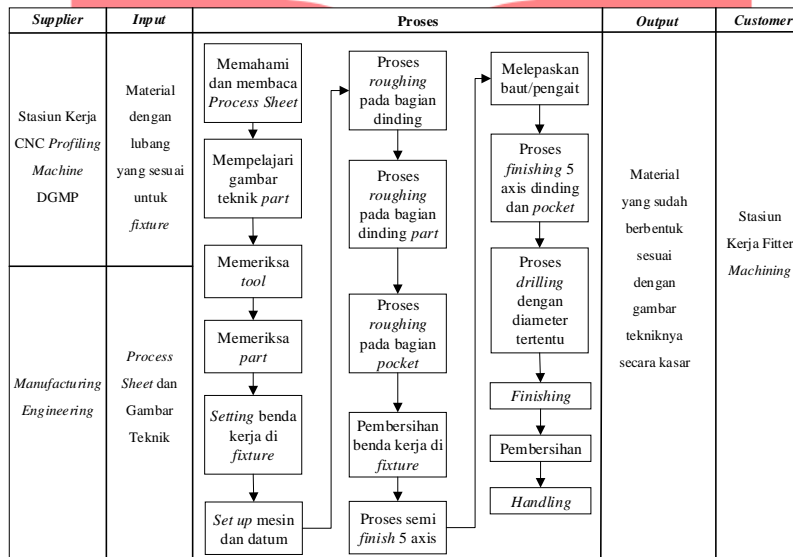 Supplier
Input
Proses
Output
Customer
Stasiun Kerja
CNC Profiling
Machine
DGMP
Manufacturing
Engineering
Material
dengan
lubang
yang sesuai
untuk
fixture
Process
Sheet dan
Gambar
Teknik
Memahami
dan membaca
Process Sheet
Mempelajari
gambar
teknik part
Memeriksa
tool
Memeriksa
part
Setting benda
kerja di
fixture
Set up mesin
dan datum
Proses
roughing
pada bagian
dinding
Proses
roughing
pada bagian
dinding part
Proses
roughing
pada bagian
pocket
Pembersihan
benda kerja di
fixture
Proses semi
finish 5 axis
Melepaskan
baut/pengait
Proses
finishing 5
axis dinding
dan pocket
Proses
drilling
dengan
diameter
tertentu
Finishing
Pembersihan
Handling
Material
yang sudah
berbentuk
sesuai
dengan
gambar
tekniknya
secara kasar
Stasiun
Kerja Fitter
Machining